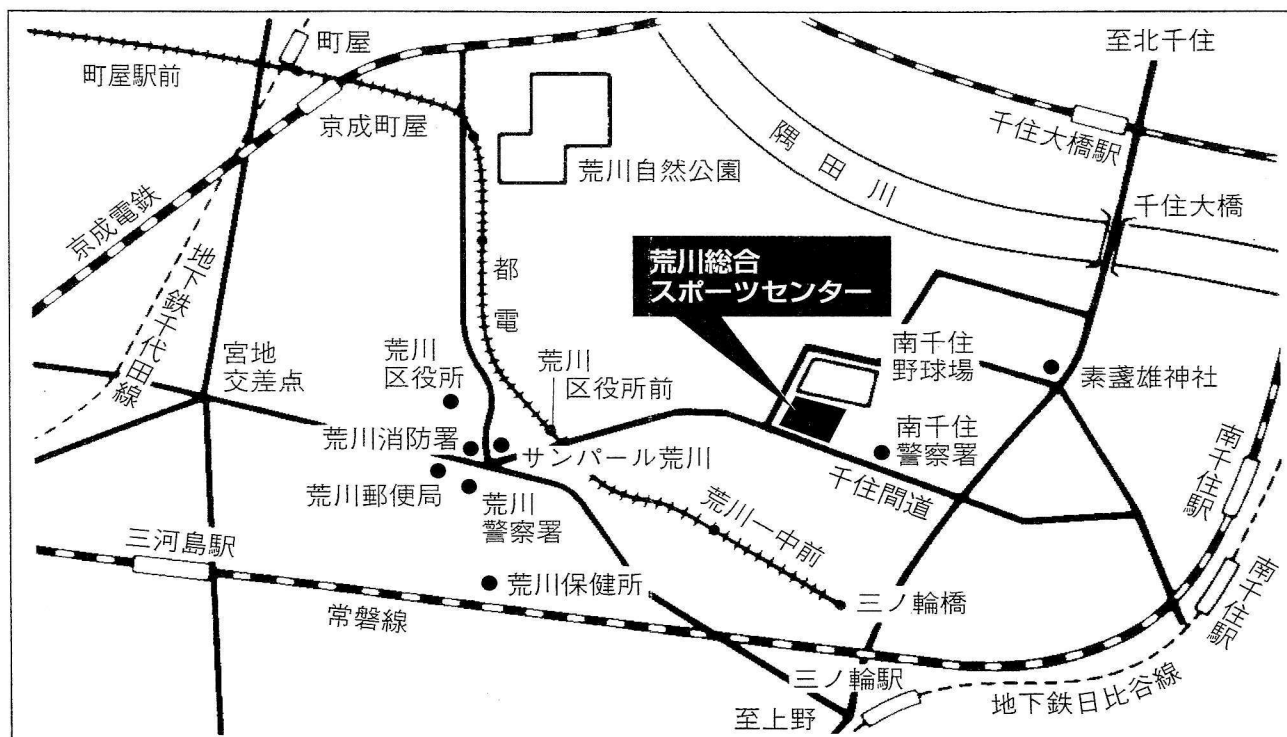 町屋
町屋駅前
京成町屋
京成電鉄
地下鉄千代田線
宮地
交差点
荒川自然公園
都電
隅田川
至北千住
千住大橋駅
千住大橋
荒川総合
スポーツセンター
荒川
区役所
荒川
区役所前
南千住
野球場
素盞雄神社
荒川消防署
サンパール荒川
南千住
警察署
荒川郵便局
荒川
警察署
千住間道
荒川一中前
南千住駅
南千住駅
三河島駅
荒川保健所
三ノ輪橋
常磐線
三ノ輪駅
地下鉄日比谷線
至上野